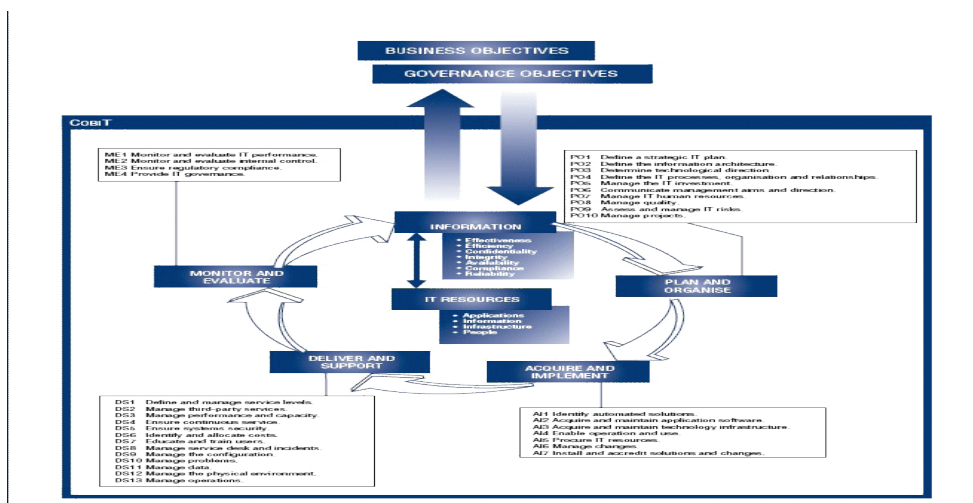 BUSINESS OBJECTIVES
GOVERNANCE OBJECTIVES
COBIT
ME1 Monitor and evaluate IT performance.
ME2 Monitor and evaluate internal control.
ME3 Ensure regulatory compliance.
ME4 Provide IT governance.
PO1 Define a strategic IT plan.
PO2 Define the information architecture.
PO3 Determine technological direction.
PO4 Define the IT processes, organisation and relationships.
PO5 Manage the IT investment.
PO6 Communicate management aims and direction.
PO7 Manage IT human resources.
PO8 Manage quality.
PO9 Assess and manage IT risks.
PO10 Manage projects.
INFORMATION
• Effectiveness
• Efficiency
• Confidentiality
• Integrity
• Availability
• Compliance
• Reliability
MONITOR AND
EVALUATE
PLAN AND
ORGANISE
IT RESOURCES
• Applications
• Information
• Infrastructure
• People
DELIVER AND
SUPPORT
ACQUIRE AND
IMPLEMENT
DS1 Define and manage service levels.
DS2 Manage third-party services.
DS3 Manage performance and capacity.
DS4 Ensure continuous service.
DS5 Ensure systems security.
DS6 Identify and allocate costs.
DS7 Educate and train users.
DS8 Manage service desk and incidents.
DS9 Manage the configuration.
DS10 Manage problems.
DS11 Manage data.
DS12 Manage the physical environment.
DS13 Manage operations.
AI1 Identify automated solutions.
AI2 Acquire and maintain application software.
AI3 Acquire and maintain technology infrastructure.
AI4 Enable operation and use.
AI5 Procure IT resources.
AI6 Manage changes.
AI7 Install and accredit solutions and changes.